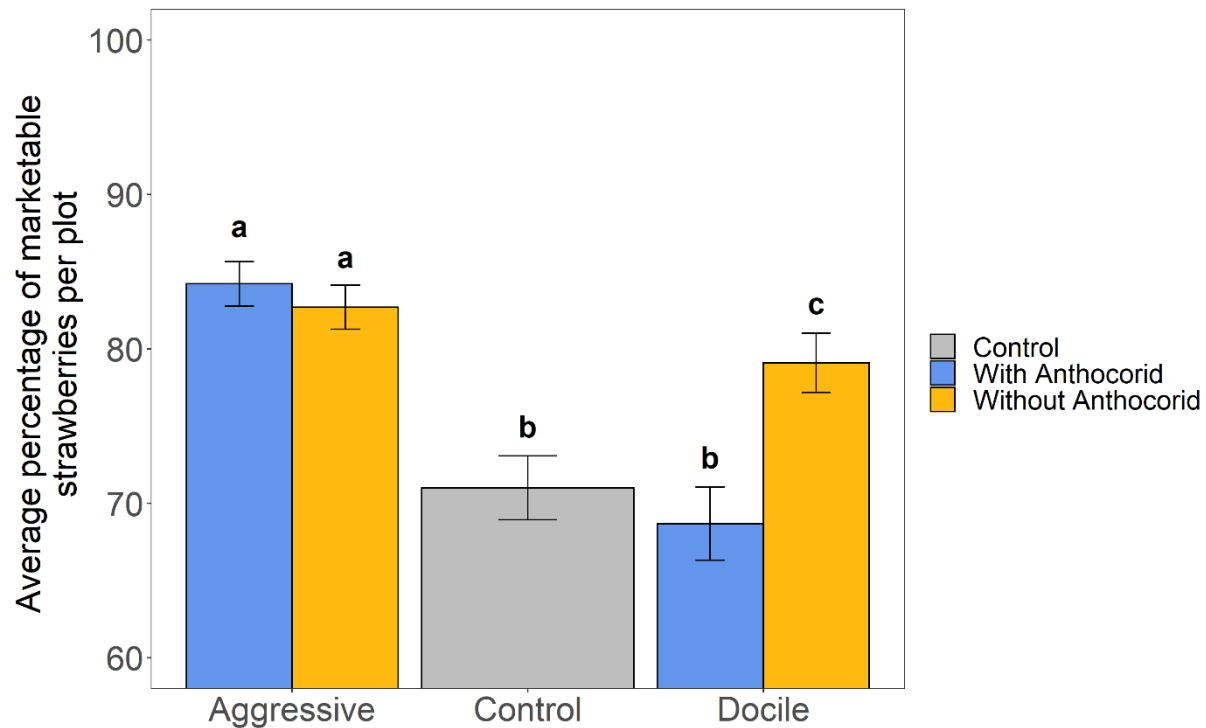 Average percentage of marketable
strawberries per plot
100
90
80
70
60
a
a
b
b
c
Aggressive
Control
Docile
Control
With Anthocorid
Without Anthocorid